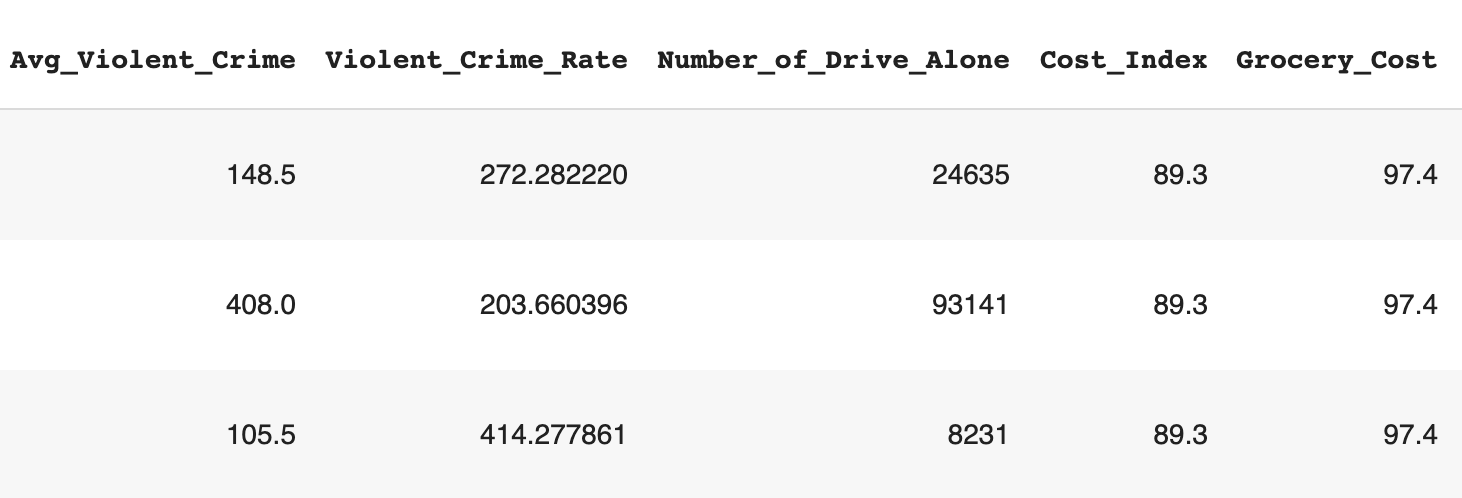 Avg_Violent_Crime Violent_Crime_Rate Number_of_Drive_Alone Cost_Index Grocery_Cost
148.5 272.282220 24635 89.3 97.4
408.0 203.660396 93141 89.3 97.4
105.5 414.277861 8231 89.3 97.4